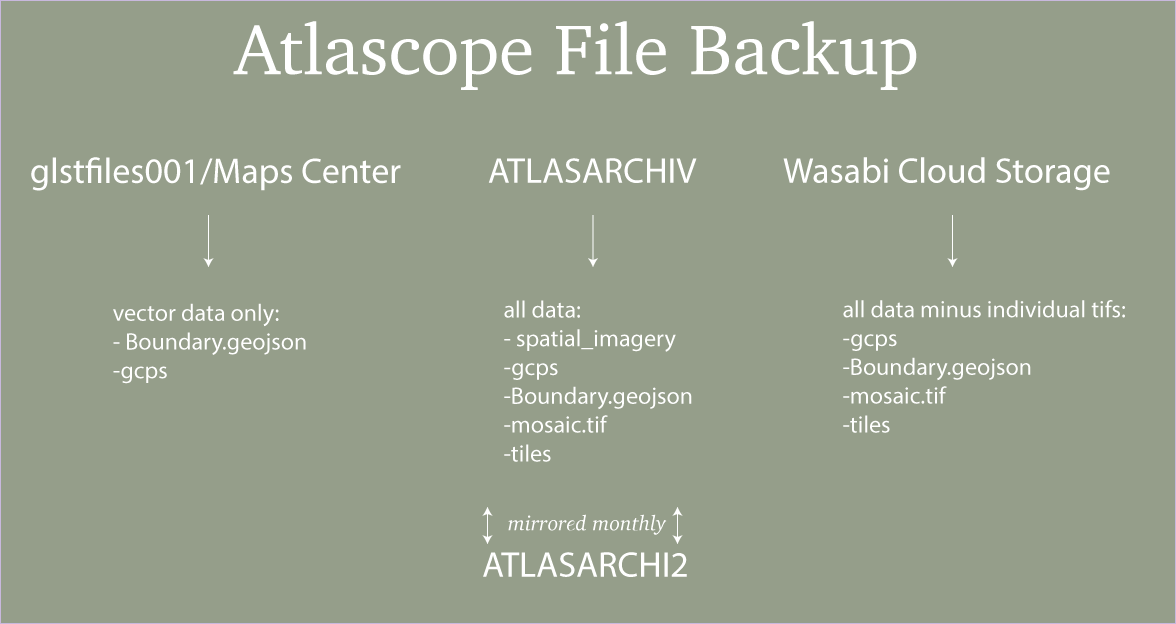 Atlascope File Backup
glstfiles001/Maps Center
vector data only:
- Boundary.geojson
-gcps
ATLASARCHIV
all data:
- spatial_imagery
-gcps
-Boundary.geojson
-mosaic.tif
-tiles
mirrored monthly
ATLASARCHI2
Wasabi Cloud Storage
all data minus individual tifs:
-gcps
-Boundary.geojson
-mosaic.tif
-tiles